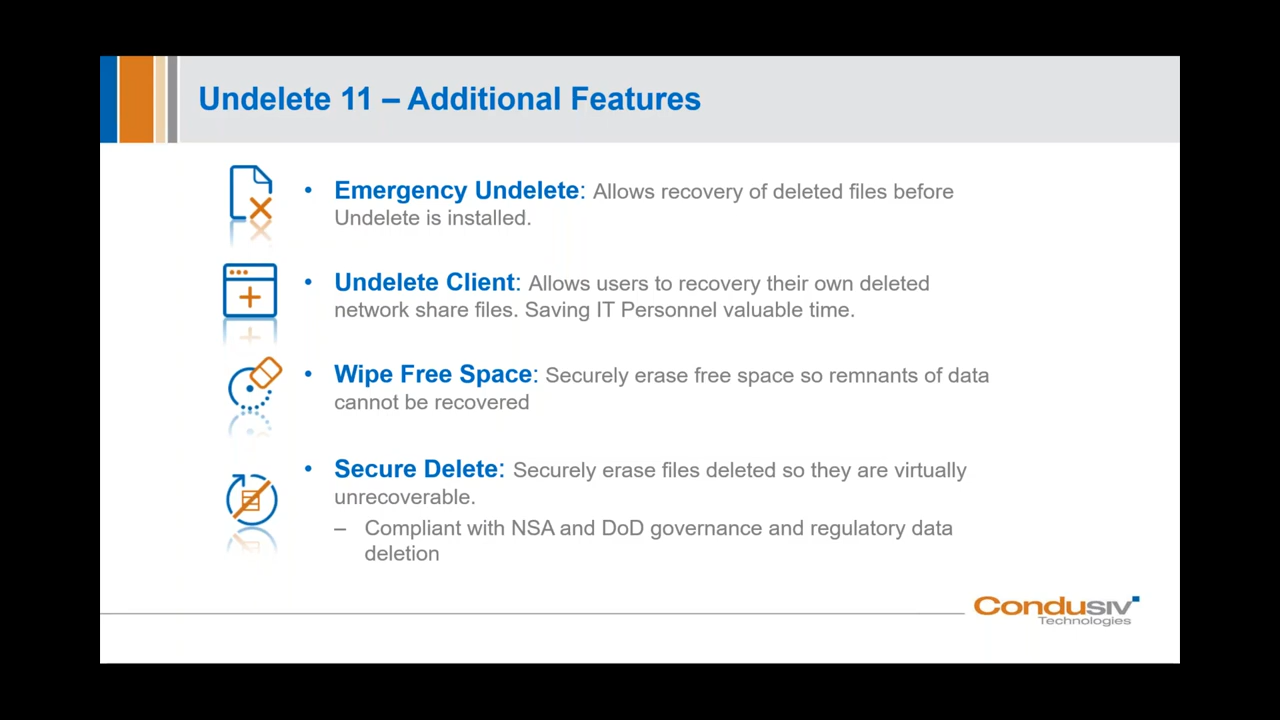 Undelete 11 – Additional Features
• Emergency Undelete: Allows recovery of deleted files before
Undelete is installed.
• Undelete Client: Allows users to recovery their own deleted
network share files. Saving IT Personnel valuable time.
• Wipe Free Space: Securely erase free space so remnants of data
cannot be recovered
• Secure Delete: Securely erase files deleted so they are virtually
unrecoverable.
– Compliant with NSA and DoD governance and regulatory data
deletion
Condusiv
Technologies